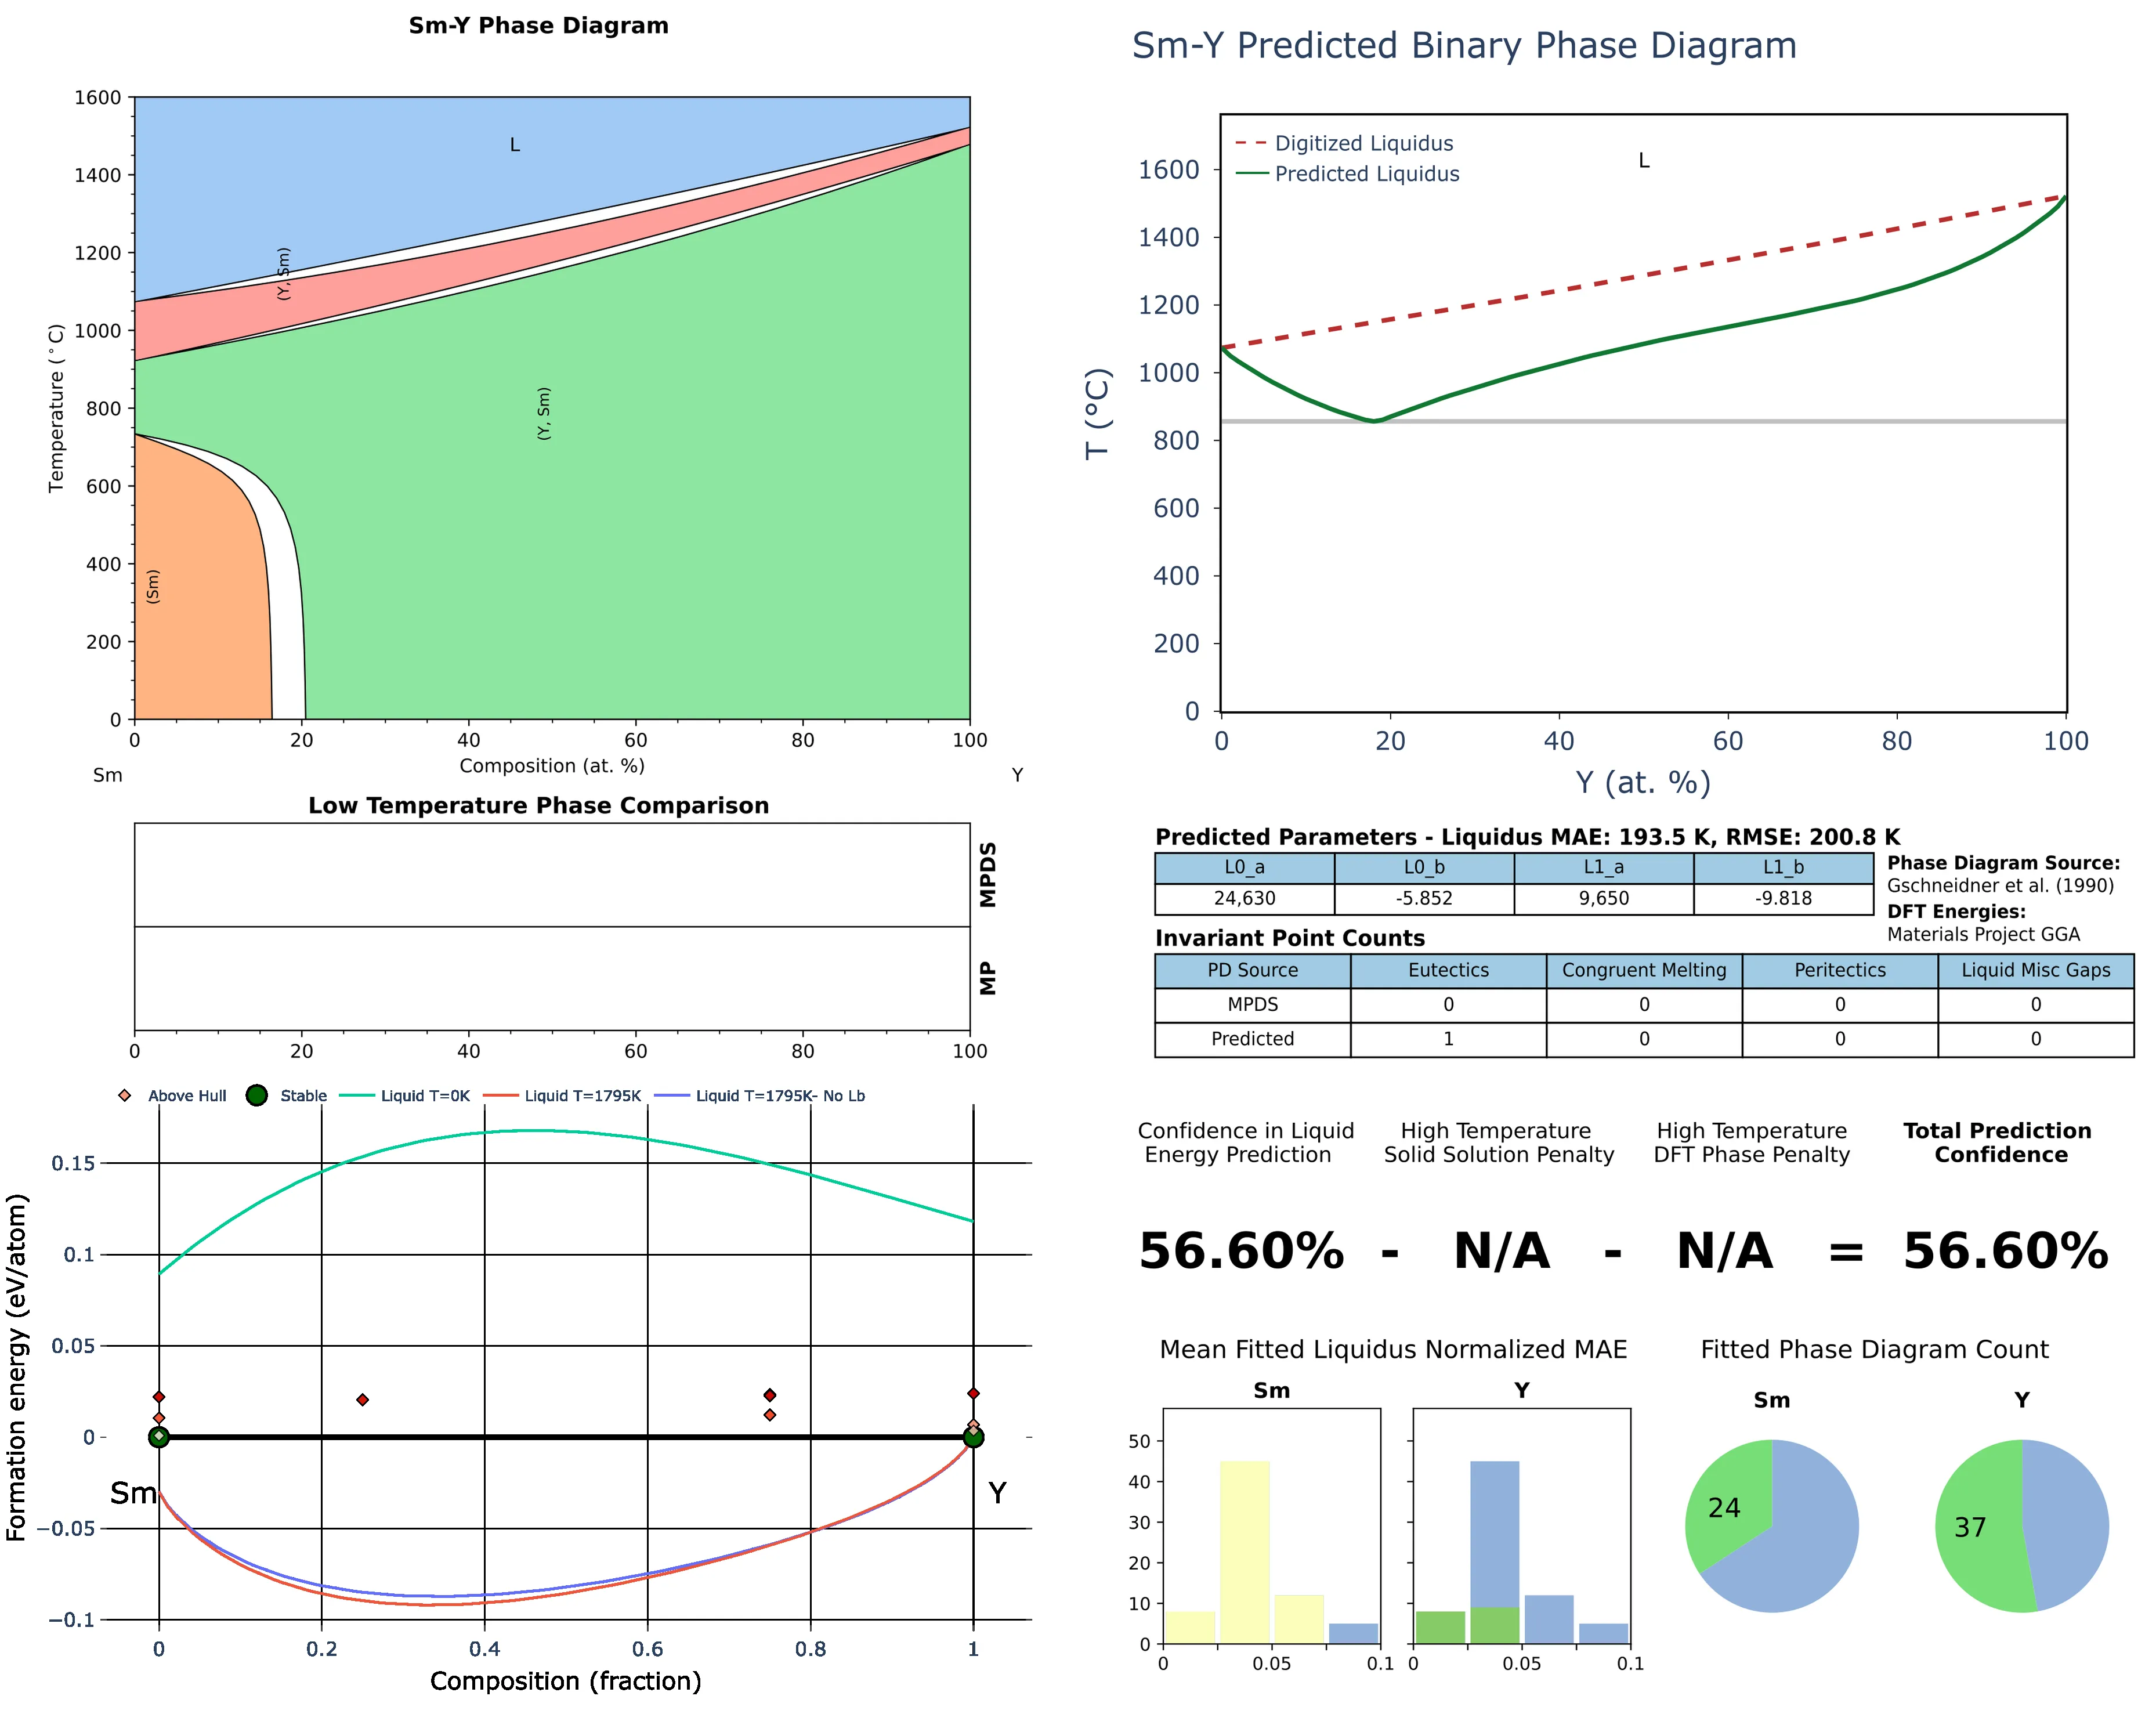 Sm-Y Phase Diagram
1600
1400
1200
1000
800
600
400
200
0
Temperature (°C)
L
(Y, Sm)
(Y, Sm)
(Sm)
0 20 40 60 80 100
Composition (at. %)
Sm Y
Low Temperature Phase Comparison
MPDS
MP
0 20 40 60 80 100
Above Hull Stable Liquid T=0K Liquid T=1795K Liquid T=1795K- No Lb
0.15
0.1
0.05
0
−0.05
−0.1
Formation energy (eV/atom)
Sm Y
0 0.2 0.4 0.6 0.8 1
Composition (fraction)
Sm-Y Predicted Binary Phase Diagram
Digitized Liquidus
Predicted Liquidus
L
1600
1400
1200
1000
800
600
400
200
0
T (°C)
0 20 40 60 80 100
Y (at. %)
Predicted Parameters - Liquidus MAE: 193.5 K, RMSE: 200.8 K
L0_a L0_b L1_a L1_b
24,630 -5.852 9,650 -9.818
Phase Diagram Source:
Gschneidner et al. (1990)
DFT Energies:
Materials Project GGA
Invariant Point Counts
PD Source Eutectics Congruent Melting Peritectics Liquid Misc Gaps
MPDS 0 0 0 0
Predicted 1 0 0 0
Confidence in Liquid
Energy Prediction
High Temperature
Solid Solution Penalty
High Temperature
DFT Phase Penalty
Total Prediction
Confidence
56.60% - N/A - N/A = 56.60%
Mean Fitted Liquidus Normalized MAE
Sm Y
50
40
30
20
10
0
0 0.05 0.1 0 0.05 0.1
Fitted Phase Diagram Count
Sm Y
24 37